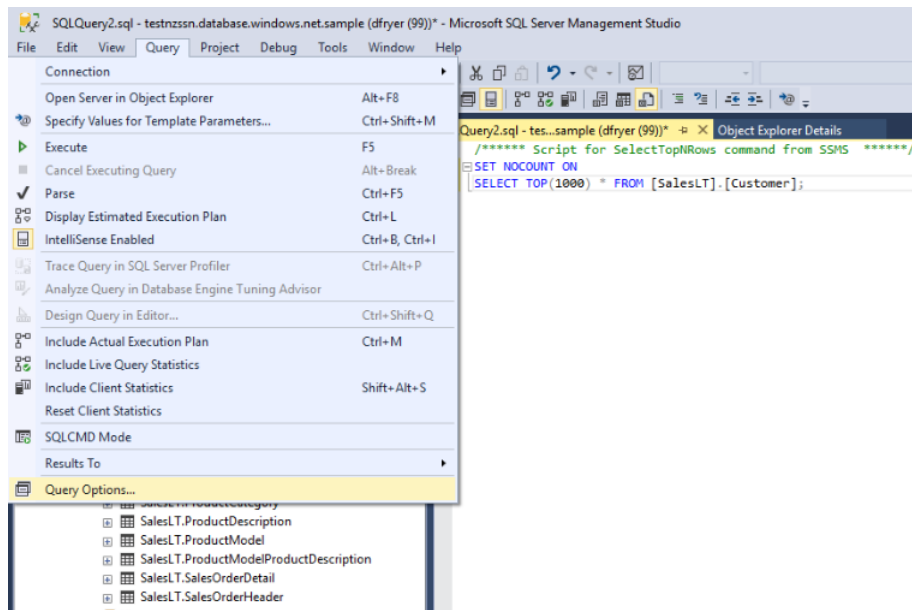 SQLQuery2.sql - testnzssn.database.windows.net.sample (dfryer (99))* - Microsoft SQL Server Management Studio
File Edit View Query Project Debug Tools Window Help
Connection
Open Server in Object Explorer Alt+F8
Specify Values for Template Parameters... Ctrl+Shift+M
Execute F5
Cancel Executing Query Alt+Break
Parse Ctrl+F5
Display Estimated Execution Plan Ctrl+L
IntelliSense Enabled Ctrl+B, Ctrl+I
Trace Query in SQL Server Profiler Ctrl+Alt+P
Analyze Query in Database Engine Tuning Advisor
Design Query in Editor... Ctrl+Shift+Q
Include Actual Execution Plan Ctrl+M
Include Live Query Statistics
Include Client Statistics Shift+Alt+S
Reset Client Statistics
SQLCMD Mode
Results To
Query Options...
SalesLT.ProductCategory
SalesLT.ProductDescription
SalesLT.ProductModel
SalesLT.ProductModelProductDescription
SalesLT.SalesOrderDetail
SalesLT.SalesOrderHeader
Query2.sql - tes...sample (dfryer (99))* Object Explorer Details
/****** Script for SelectTopNRows command from SSMS ******/
SET NOCOUNT ON
SELECT TOP(1000) * FROM [SalesLT].[Customer];